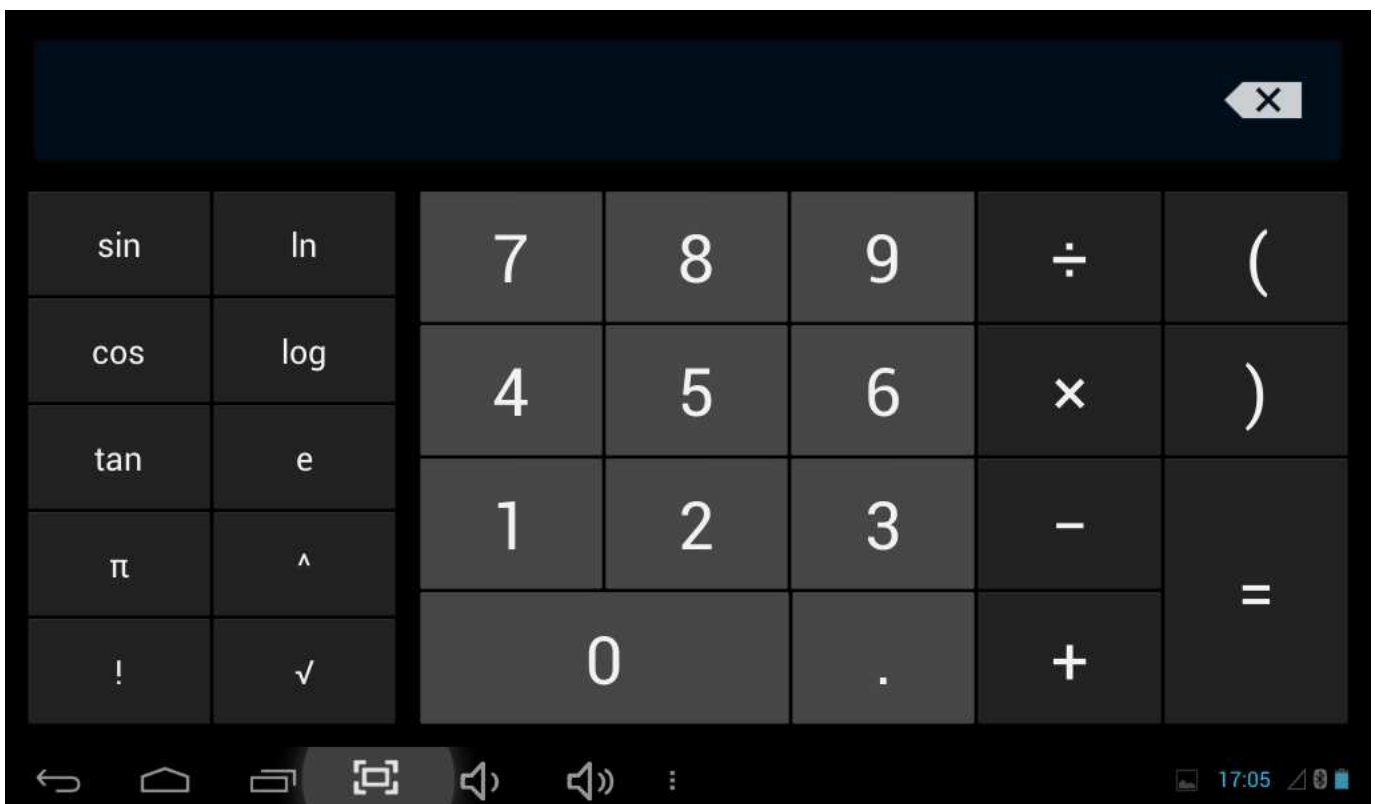 sin ln 7 8 9 ÷ (
cos log 4 5 6 × )
tan e 1 2 3 −
π ^ =
! √ 0 . +
17:05